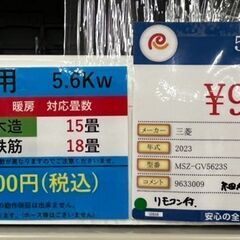 用 5.6Kw
暖房 対応畳数
木造 15畳
鉄筋 18畳
00円(税込)
5
¥9
メーカー 三菱
年式 2023
型番 MSZ-GV5623S
コメント 9633009
リモコン付
安心の全